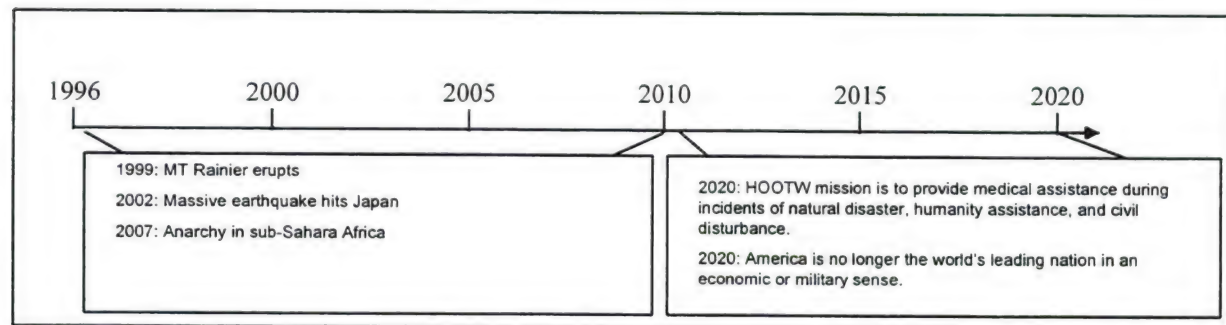 1996 2000 2005 2010 2015 2020
1999: MT Rainier erupts
2002: Massive earthquake hits Japan
2007: Anarchy in sub-Sahara Africa
2020: HOOTW mission is to provide medical assistance during
incidents of natural disaster, humanity assistance, and civil
disturbance.
2020: America is no longer the world's leading nation in an
economic or military sense.